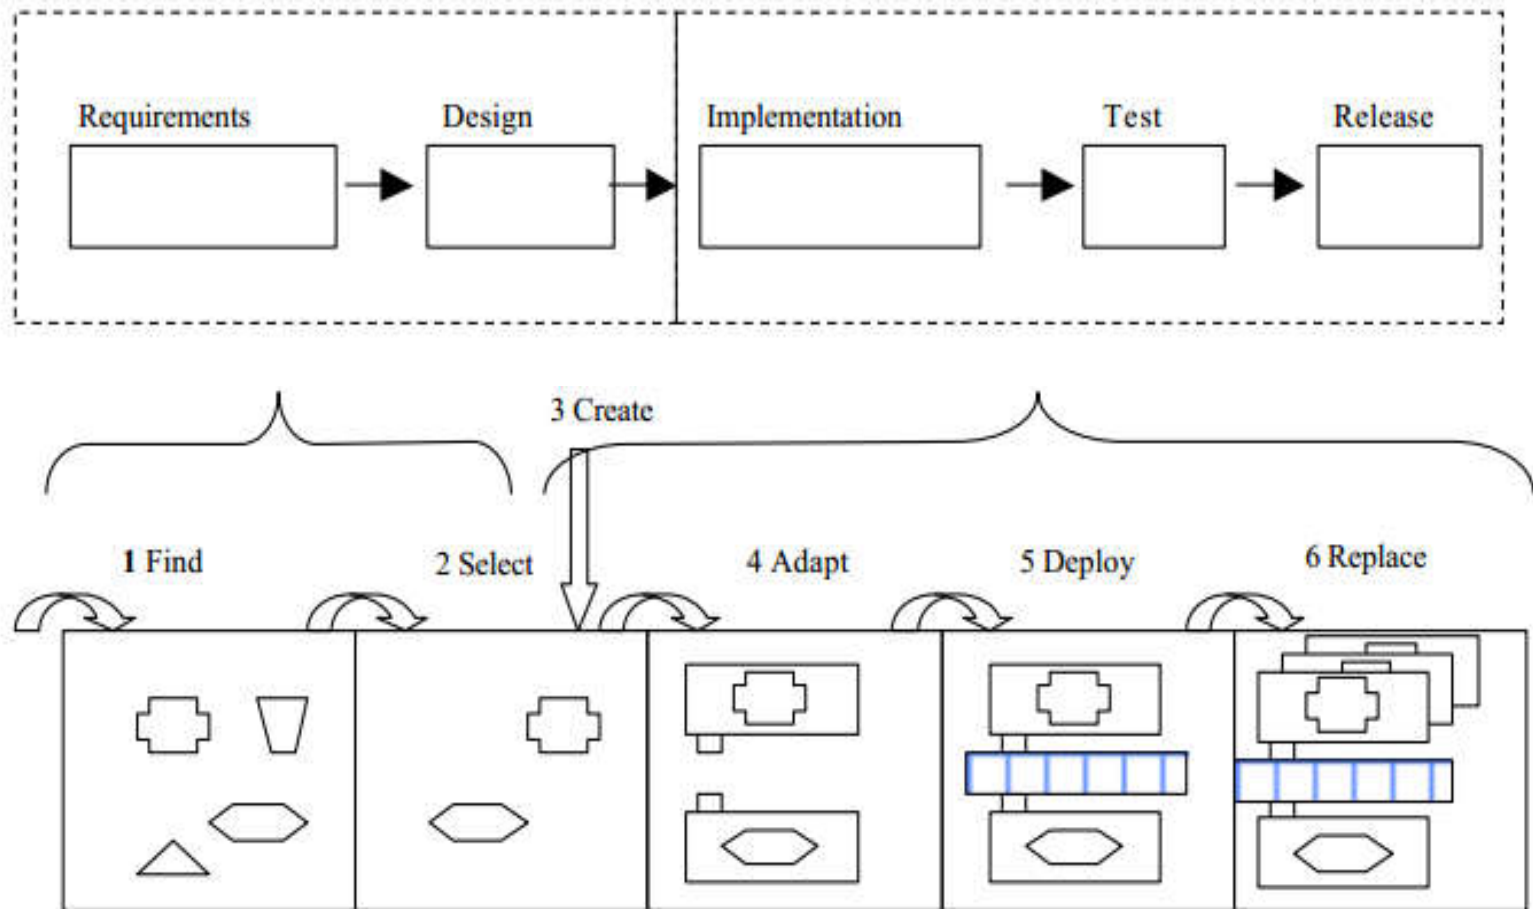 Requirements
Design
Implementation
Test
Release
3 Create
1 Find
2 Select
4 Adapt
5 Deploy
6 Replace